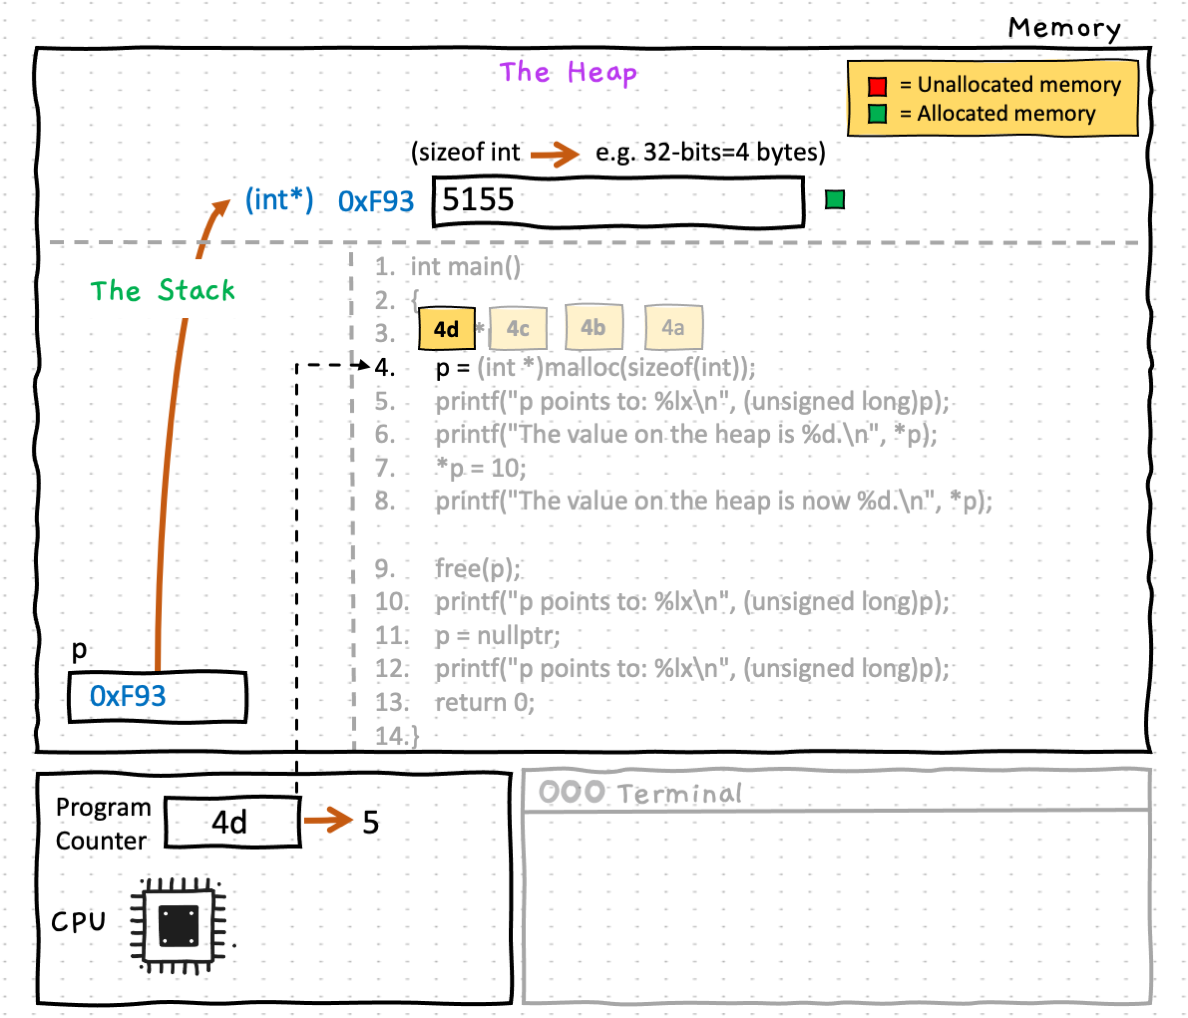 Memory
The Heap
= Unallocated memory
= Allocated memory
(sizeof int e.g. 32-bits=4 bytes)
(int*) 0xF93 5155
The Stack
1. int main()
2. {
3. 4d * 4c 4b 4a
4. p = (int *)malloc(sizeof(int));
5. printf("p points to: %lx\n", (unsigned long)p);
6. printf("The value on the heap is %d.\n", *p);
7. *p = 10;
8. printf("The value on the heap is now %d.\n", *p);
9. free(p);
10. printf("p points to: %lx\n", (unsigned long)p);
11. p = nullptr;
12. printf("p points to: %lx\n", (unsigned long)p);
13. return 0;
14.}
p
0xF93
Program
Counter
4d
5
CPU
Terminal